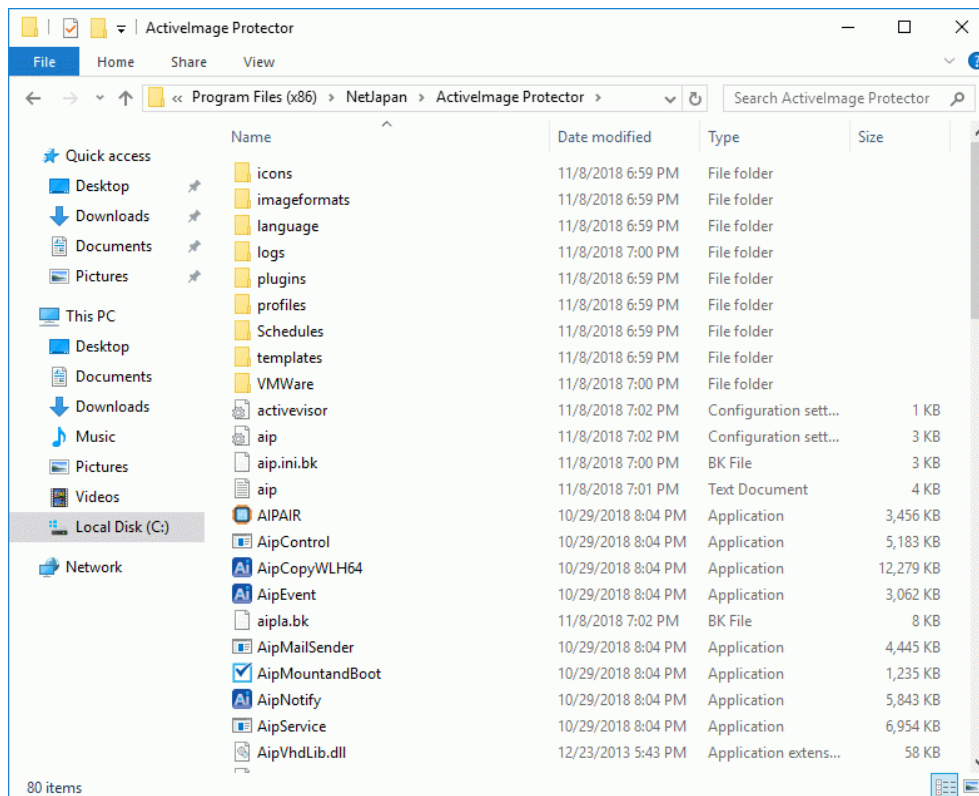 ActiveImage Protector
File Home Share View
« Program Files (x86) > NetJapan > ActiveImage Protector > Search ActiveImage Protector
Name Date modified Type Size
Quick access
Desktop
Downloads
Documents
Pictures
This PC
Desktop
Documents
Downloads
Music
Pictures
Videos
Local Disk (C:)
Network
icons 11/8/2018 6:59 PM File folder
imageformats 11/8/2018 6:59 PM File folder
language 11/8/2018 6:59 PM File folder
logs 11/8/2018 7:00 PM File folder
plugins 11/8/2018 6:59 PM File folder
profiles 11/8/2018 6:59 PM File folder
Schedules 11/8/2018 6:59 PM File folder
templates 11/8/2018 6:59 PM File folder
VMWare 11/8/2018 7:00 PM File folder
activevisor 11/8/2018 7:02 PM Configuration sett... 1 KB
aip 11/8/2018 7:02 PM Configuration sett... 3 KB
aip.ini.bk 11/8/2018 7:00 PM BK File 3 KB
aip 11/8/2018 7:01 PM Text Document 4 KB
AIPAIR 10/29/2018 8:04 PM Application 3,456 KB
AipControl 10/29/2018 8:04 PM Application 5,183 KB
Ai AipCopyWLH64 10/29/2018 8:04 PM Application 12,279 KB
Ai AipEvent 10/29/2018 8:04 PM Application 3,062 KB
aipla.bk 11/8/2018 7:02 PM BK File 8 KB
AipMailSender 10/29/2018 8:04 PM Application 4,445 KB
AipMountandBoot 10/29/2018 8:04 PM Application 1,235 KB
Ai AipNotify 10/29/2018 8:04 PM Application 5,843 KB
AipService 10/29/2018 8:04 PM Application 6,954 KB
AipVhdLib.dll 12/23/2013 5:43 PM Application extens... 58 KB
80 items